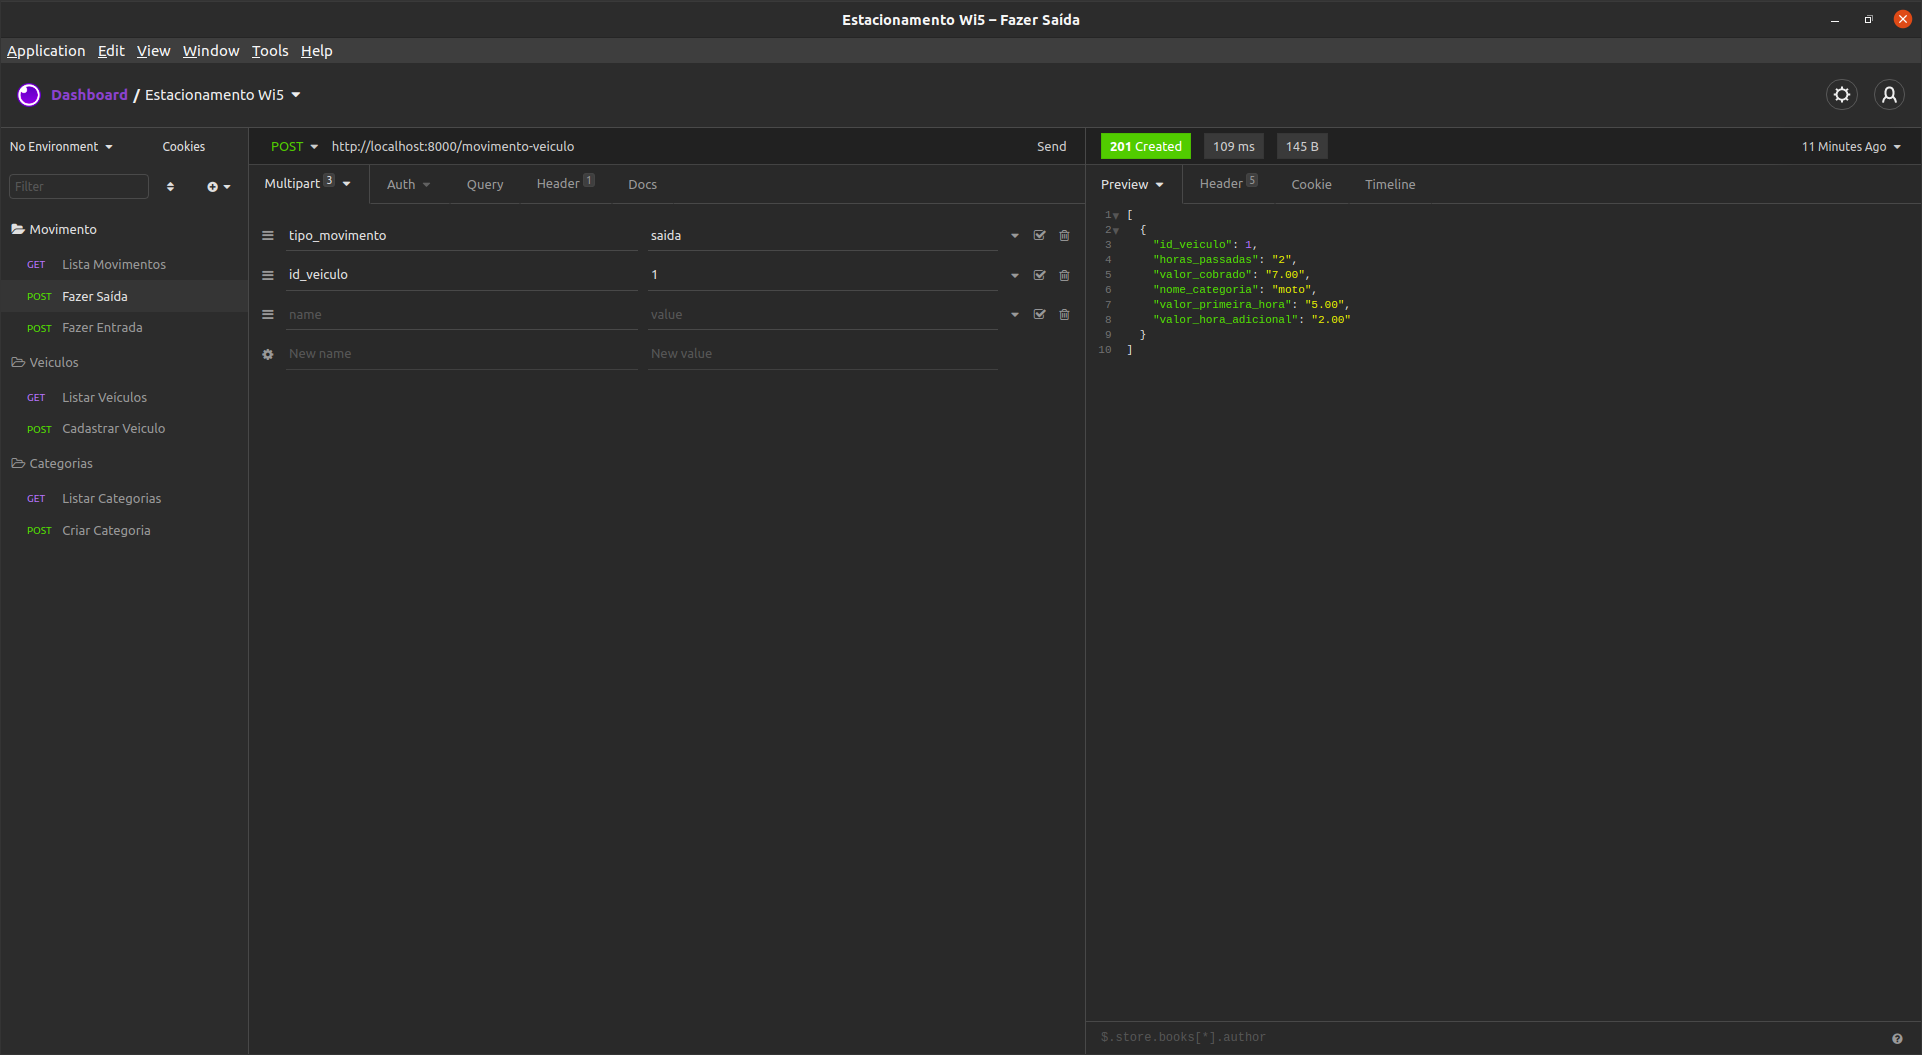 Estacionamento Wi5 – Fazer Saída
Application Edit View Window Tools Help
Dashboard / Estacionamento Wi5
No Environment Cookies
Filter
Movimento
GET Lista Movimentos
POST Fazer Saída
POST Fazer Entrada
Veiculos
GET Listar Veículos
POST Cadastrar Veiculo
Categorias
GET Listar Categorias
POST Criar Categoria
POST http://localhost:8000/movimento-veiculo Send
Multipart 3 Auth Query Header 1 Docs
tipo_movimento saida
id_veiculo 1
name value
New name New value
201 Created 109 ms 145 B 11 Minutes Ago
Preview Header 5 Cookie Timeline
1 [
2 {
3 "id_veiculo": 1,
4 "horas_passadas": "2",
5 "valor_cobrado": "7.00",
6 "nome_categoria": "moto",
7 "valor_primeira_hora": "5.00",
8 "valor_hora_adicional": "2.00"
9 }
10 ]
$.store.books[*].author